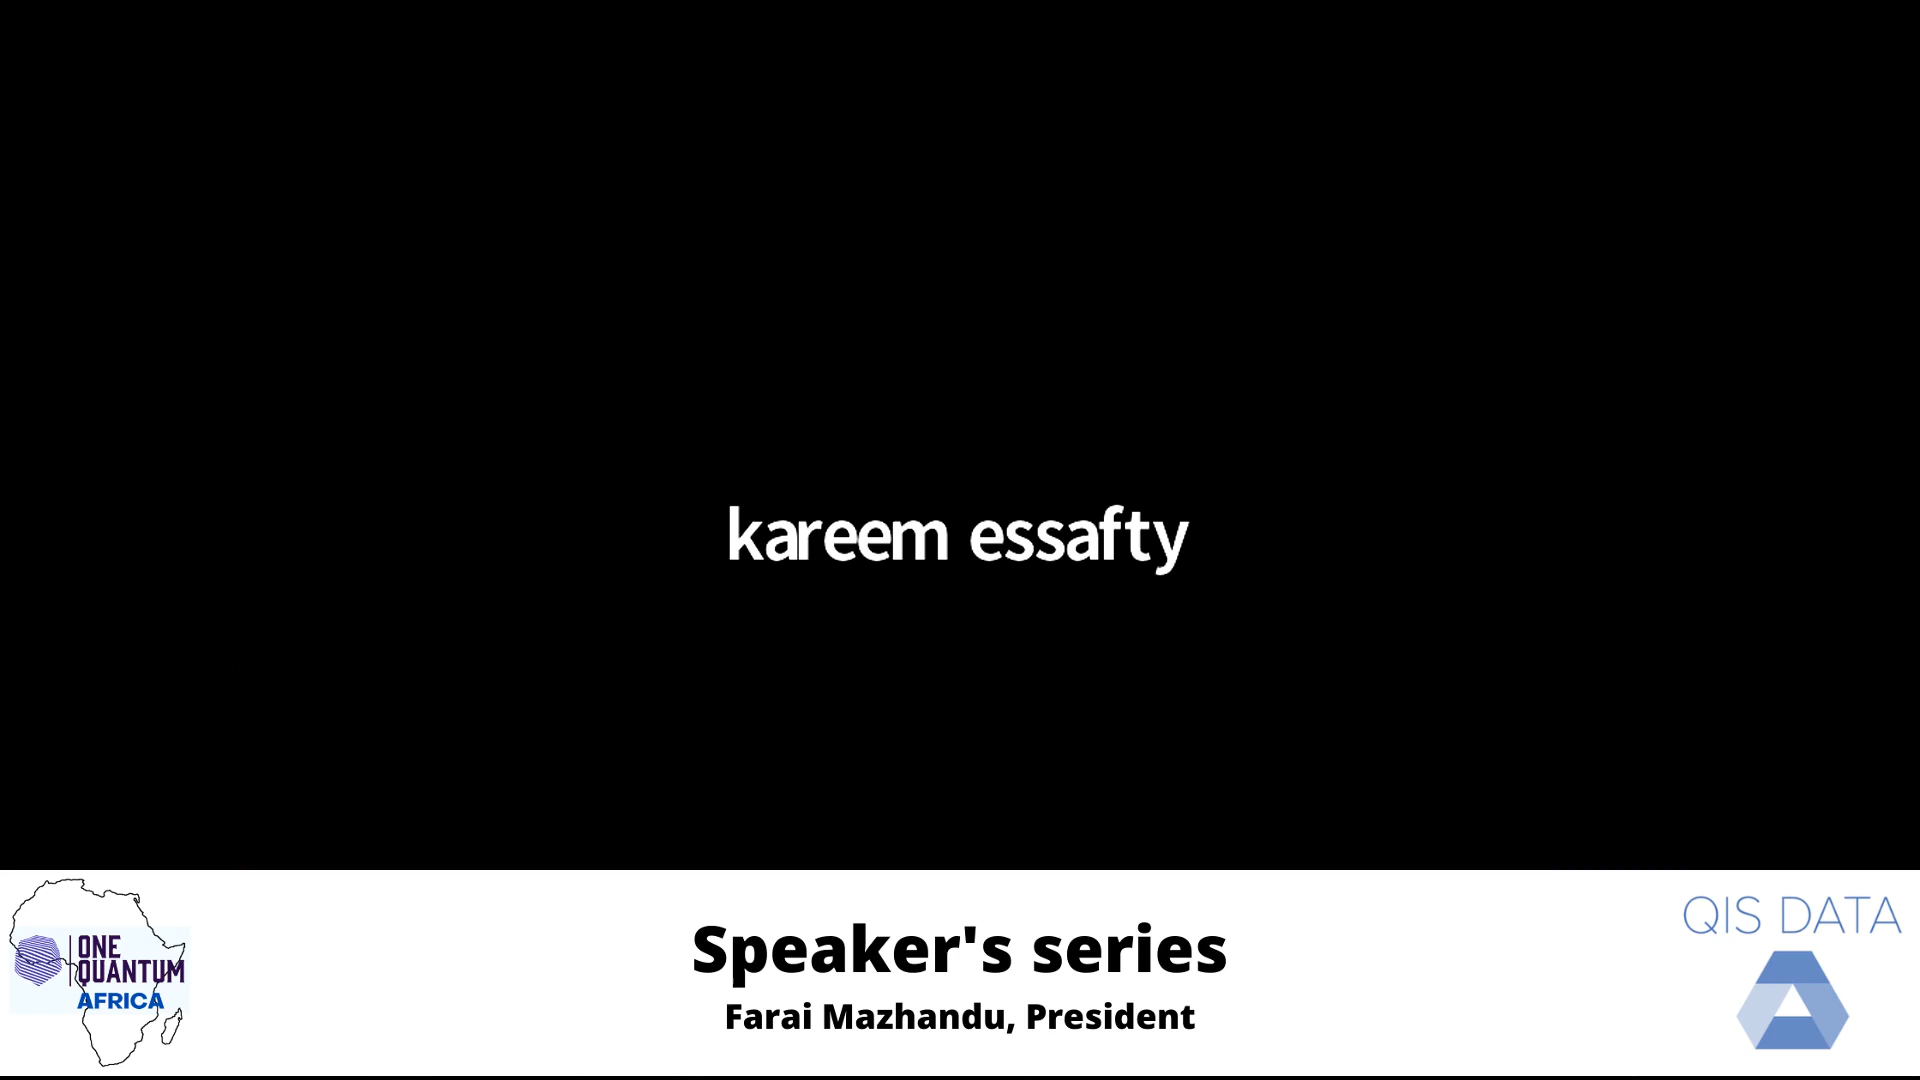 kareem essafty
ONE
QUANTUM
AFRICA
Speaker's series
Farai Mazhandu, President
QIS DATA